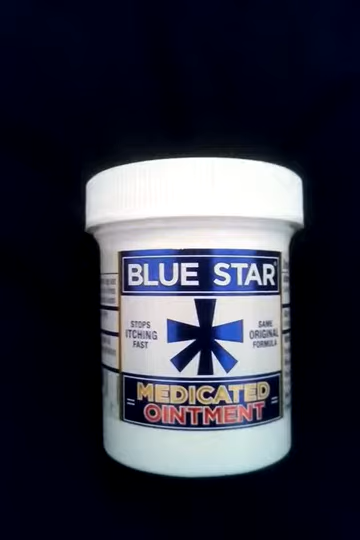 BLUE STAR
STOPS
ITCHING
FAST
SAME
ORIGINAL
FORMULA
MEDICATED
OINTMENT